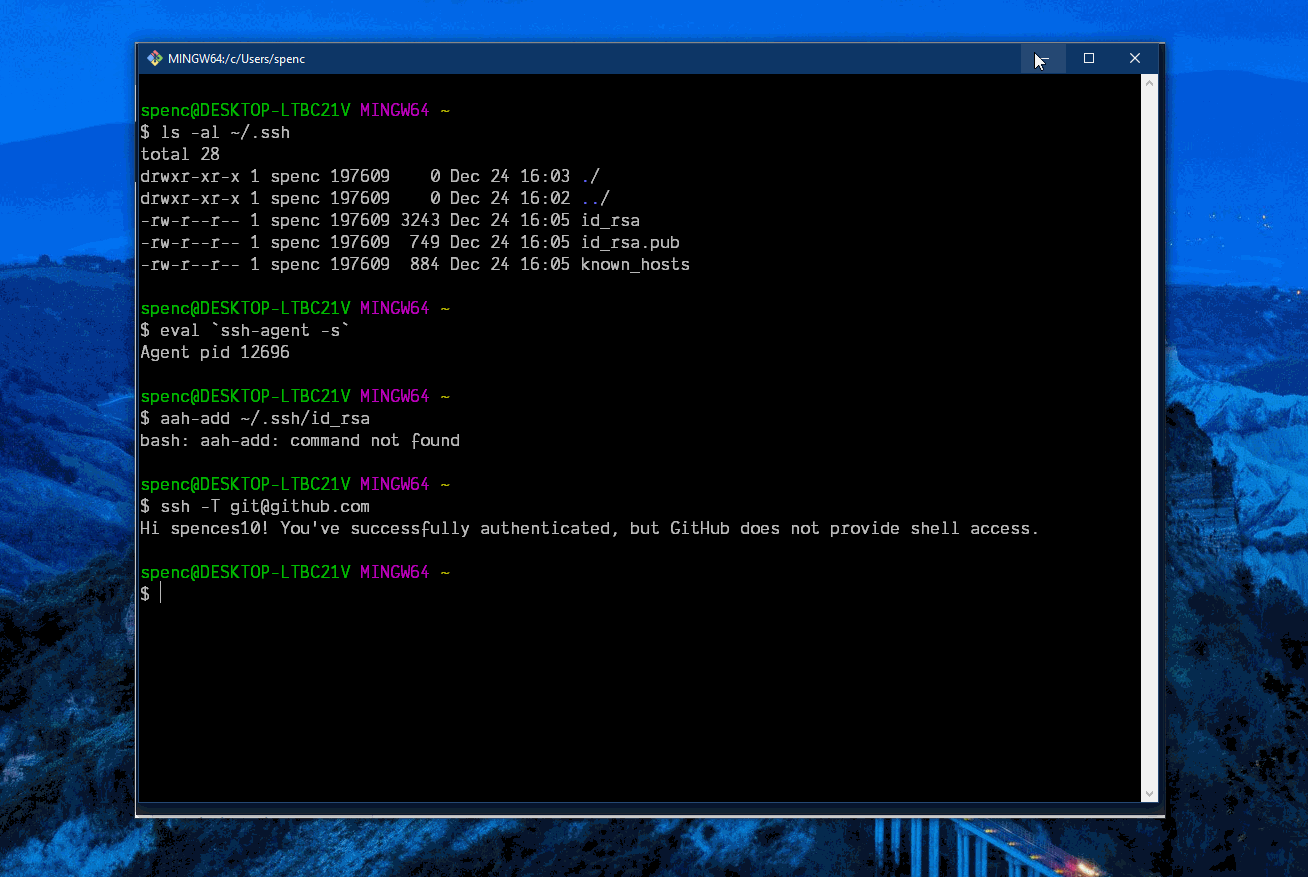 MINGW64:/c/Users/spenc
spenc@DESKTOP-LTBC21V MINGW64 ~
$ ls -al ~/.ssh
total 28
drwxr-xr-x 1 spenc 197609    0 Dec 24 16:03 ./
drwxr-xr-x 1 spenc 197609    0 Dec 24 16:02 ../
-rw-r--r-- 1 spenc 197609 3243 Dec 24 16:05 id_rsa
-rw-r--r-- 1 spenc 197609  749 Dec 24 16:05 id_rsa.pub
-rw-r--r-- 1 spenc 197609  884 Dec 24 16:05 known_hosts
spenc@DESKTOP-LTBC21V MINGW64 ~
$ eval `ssh-agent -s`
Agent pid 12696
spenc@DESKTOP-LTBC21V MINGW64 ~
$ aah-add ~/.ssh/id_rsa
bash: aah-add: command not found
spenc@DESKTOP-LTBC21V MINGW64 ~
$ ssh -T git@github.com
Hi spences10! You've successfully authenticated, but GitHub does not provide shell access.
spenc@DESKTOP-LTBC21V MINGW64 ~
$